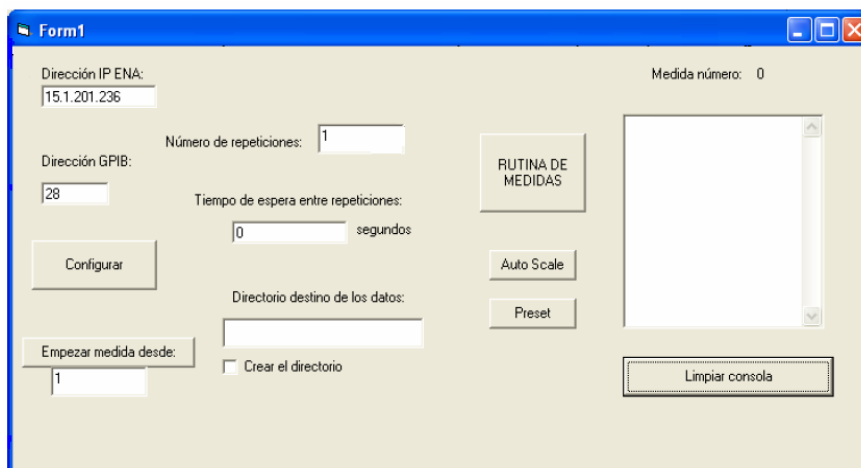 Form1
Dirección IP ENA:
15.1.201.236
Medida número: 0
Número de repeticiones:
1
Dirección GPIB:
28
RUTINA DE
MEDIDAS
Tiempo de espera entre repeticiones:
0
segundos
Configurar
Auto Scale
Directorio destino de los datos:
Preset
Empezar medida desde:
1
Crear el directorio
Limpiar consola